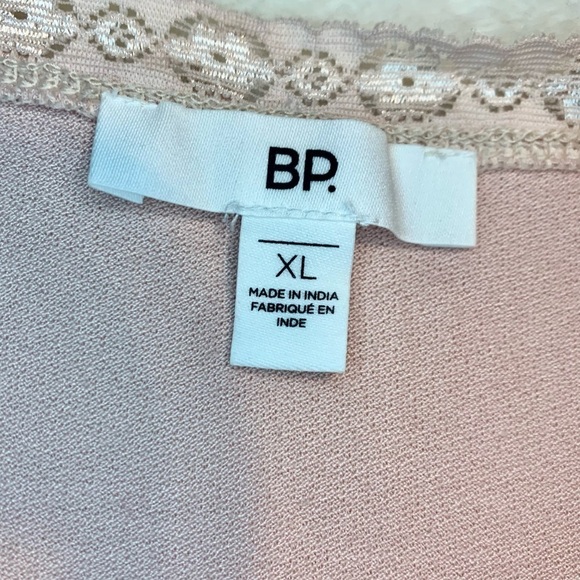 BP.
XL
MADE IN INDIA
FABRIQUÉ EN
INDE